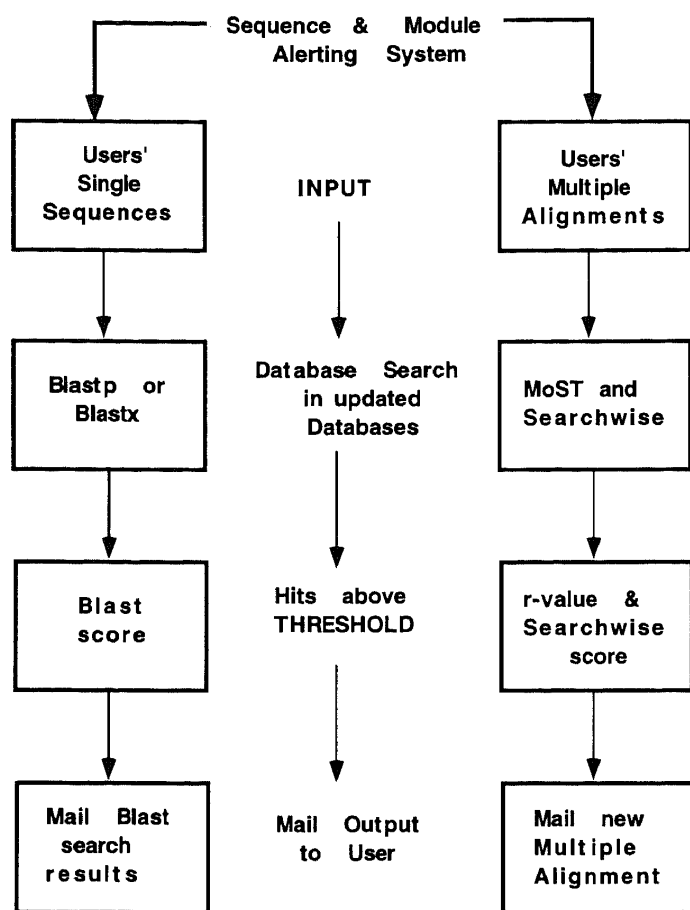 Sequence & Module
Alerting System
Users'
Single
Sequences
INPUT
Users'
Multiple
Alignments
Blastp or
Blastx
Database Search
in updated
Databases
MoST and
Searchwise
Blast
score
Hits above
THRESHOLD
r-value &
Searchwise
score
Mail Blast
search
results
Mail Output
to User
Mail new
Multiple
Alignment